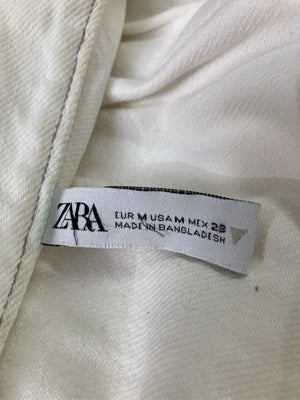 ZARA
EUR M USA M MEX 28
MADE IN BANGLADESH